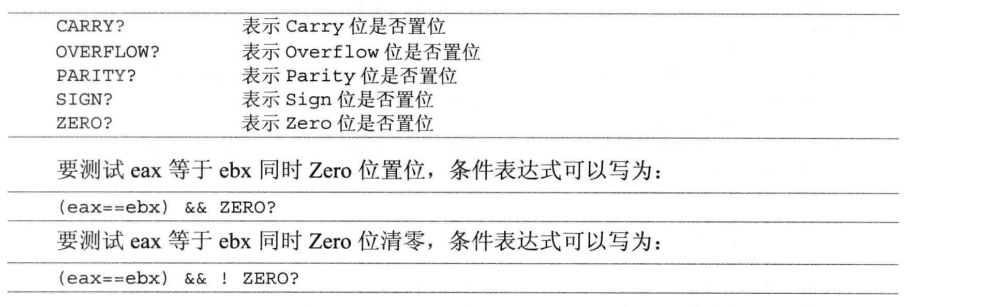 CARRY? 表示 Carry 位是否置位
OVERFLOW? 表示 Overflow 位是否置位
PARITY? 表示 Parity 位是否置位
SIGN? 表示 Sign 位是否置位
ZERO? 表示 Zero 位是否置位
要测试 eax 等于 ebx 同时 Zero 位置位，条件表达式可以写为：
(eax==ebx) && ZERO?
要测试 eax 等于 ebx 同时 Zero 位清零，条件表达式可以写为：
(eax==ebx) && ! ZERO?